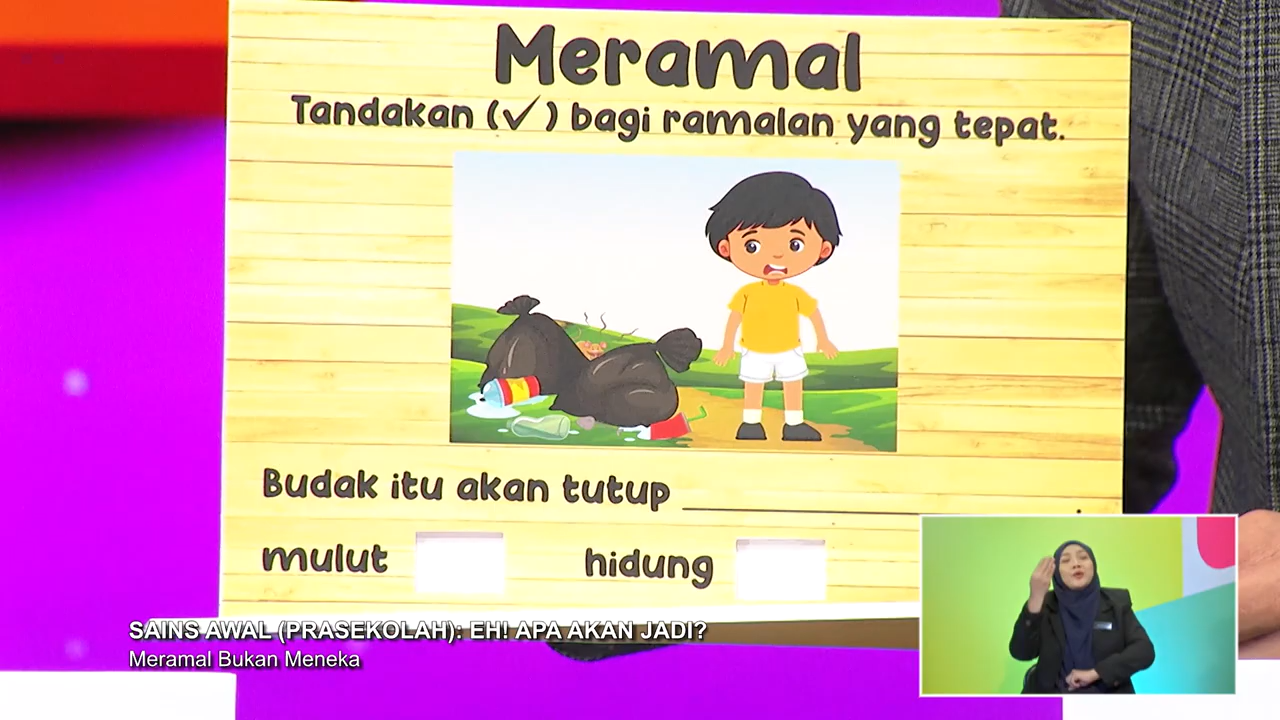 Meramal
Tandakan (✓) bagi ramalan yang tepat.
Budak itu akan tutup ____________________.
mulut
hidung
SAINS AWAL (PRASEKOLAH): EH! APA AKAN JADI?
Meramal Bukan Meneka